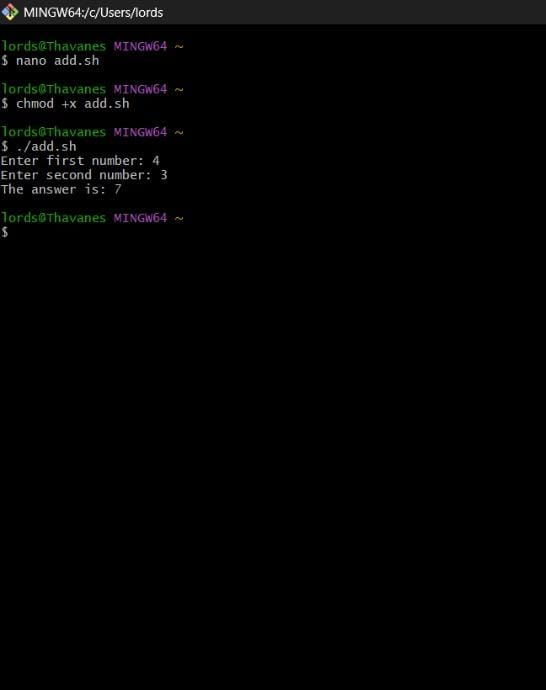 MINGW64:/c/Users/lords
lords@Thavanes MINGW64 ~
$ nano add.sh
lords@Thavanes MINGW64 ~
$ chmod +x add.sh
lords@Thavanes MINGW64 ~
$ ./add.sh
Enter first number: 4
Enter second number: 3
The answer is: 7
lords@Thavanes MINGW64 ~
$